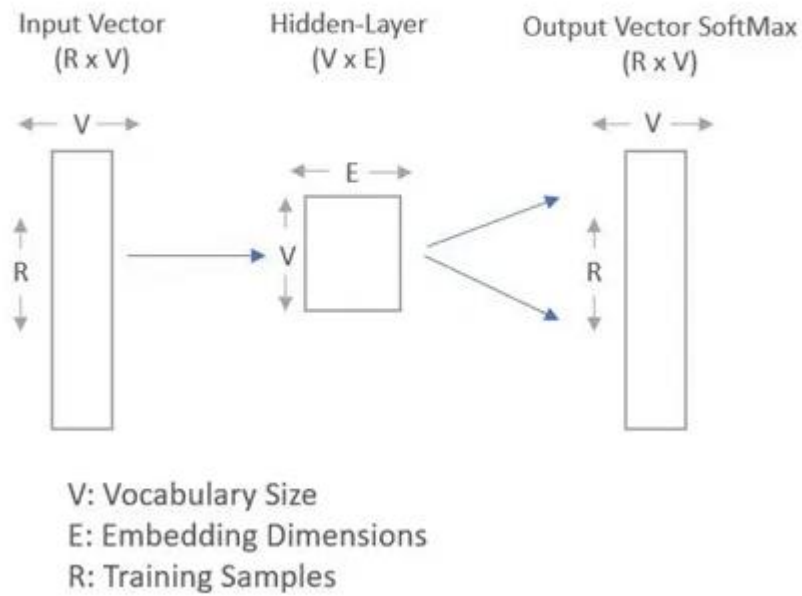 Input Vector
(R x V)
Hidden-Layer
(V x E)
Output Vector SoftMax
(R x V)
V
R
E
V
V
R
V: Vocabulary Size
E: Embedding Dimensions
R: Training Samples